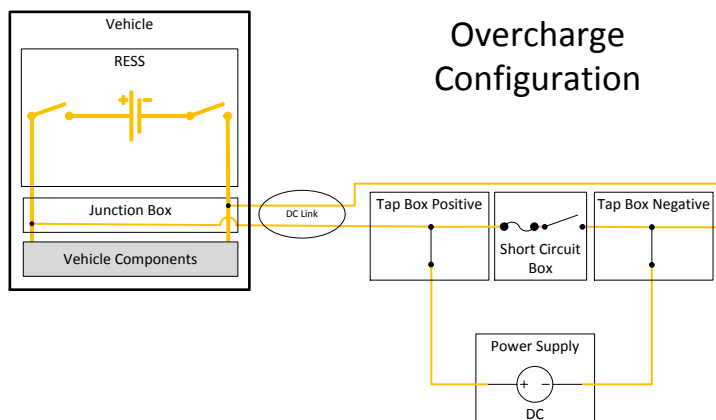 Overcharge
Configuration
Vehicle
RESS
+ -
Junction Box
DC Link
Vehicle Components
Tap Box Positive
Short Circuit
Box
Tap Box Negative
Power Supply
+ -
DC